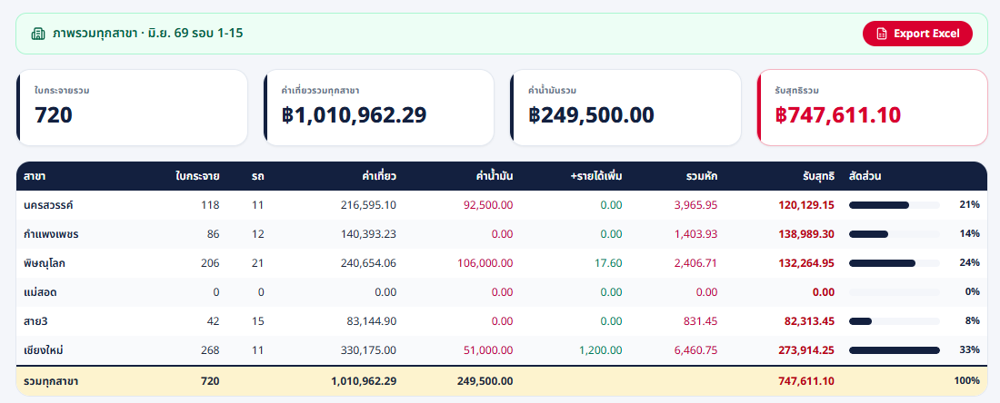 ภาพรวมทุกสาขา · มิ.ย. 69 รอบ 1-15
Export Excel
ใบกระจายรวม
720
ค่าเที่ยวรวมทุกสาขา
฿1,010,962.29
ค่าน้ำมันรวม
฿249,500.00
รับสุทธิรวม
฿747,611.10
สาขา ใบกระจาย รถ ค่าเที่ยว ค่าน้ำมัน +รายได้เพิ่ม รวมหัก รับสุทธิ สัดส่วน
นครสวรรค์ 118 11 216,595.10 92,500.00 0.00 3,965.95 120,129.15 21%
กำแพงเพชร 86 12 140,393.23 0.00 0.00 1,403.93 138,989.30 14%
พิษณุโลก 206 21 240,654.06 106,000.00 17.60 2,406.71 132,264.95 24%
แม่สอด 0 0 0.00 0.00 0.00 0.00 0.00 0%
สาย3 42 15 83,144.90 0.00 0.00 831.45 82,313.45 8%
เชียงใหม่ 268 11 330,175.00 51,000.00 1,200.00 6,460.75 273,914.25 33%
รวมทุกสาขา 720 1,010,962.29 249,500.00 747,611.10 100%